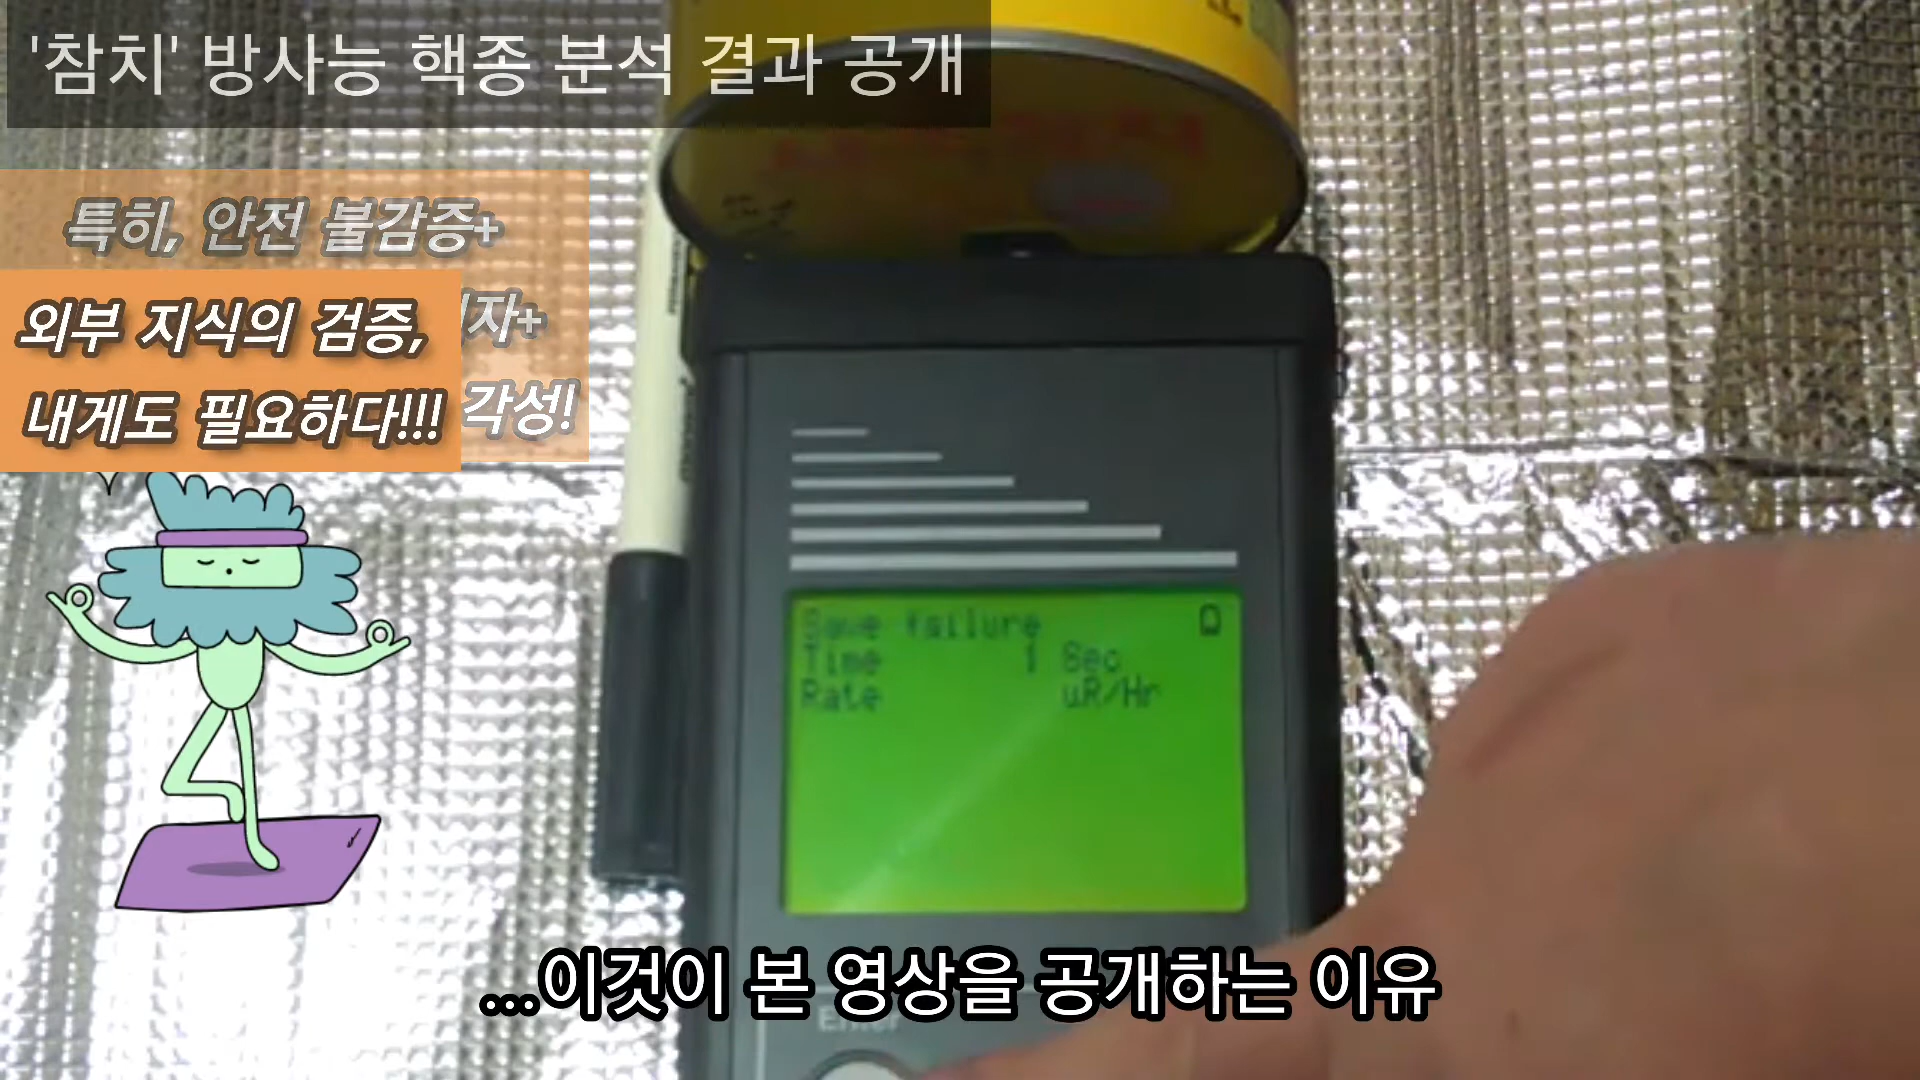 '참치' 방사능 핵종 분석 결과 공개
특히, 안전 불감증+
자+
각성!
외부 지식의 검증,
내게도 필요하다!!!
Save failure
Time 1 Sec
Rate uR/Hr
...이것이 본 영상을 공개하는 이유
Enter